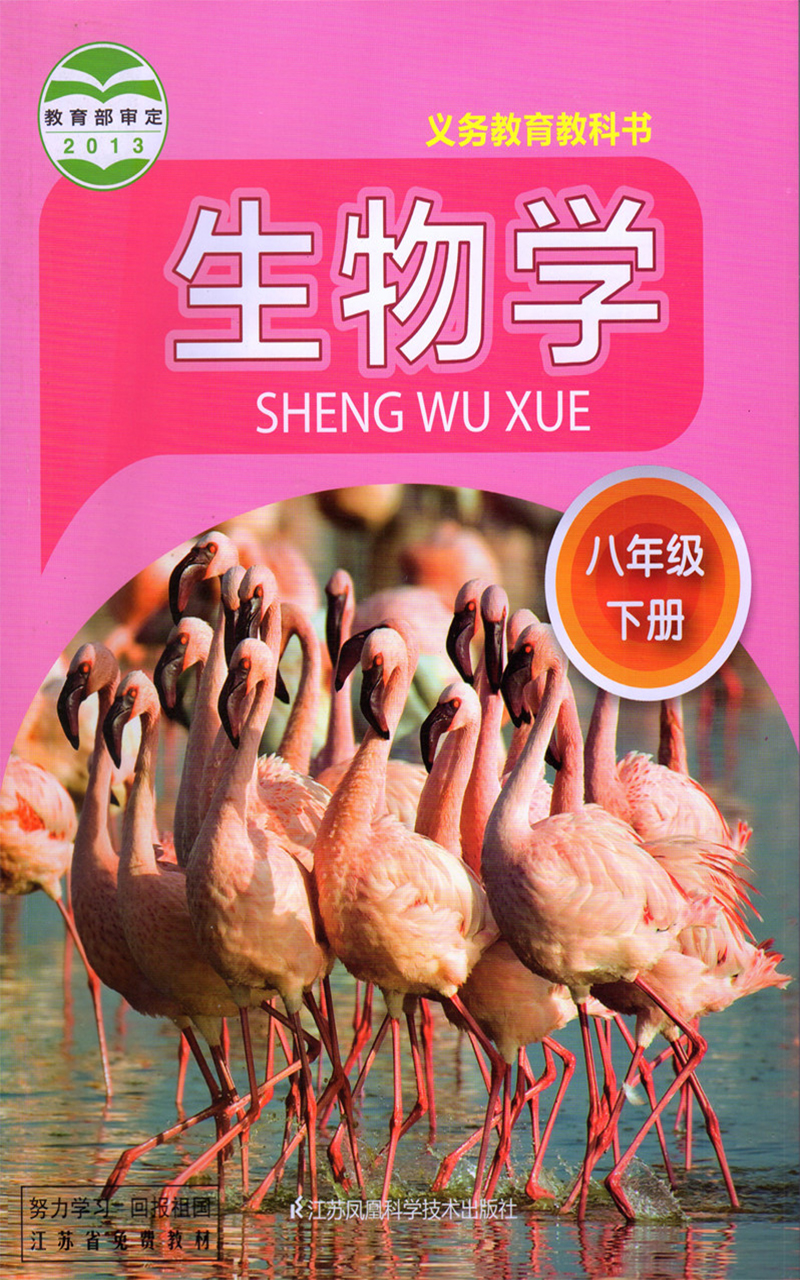 教育部审定
2013
义务教育教科书
生物学
SHENG WU XUE
八年级
下册
努力学习 回报祖国
江苏省免费教材
江苏凤凰科学技术出版社